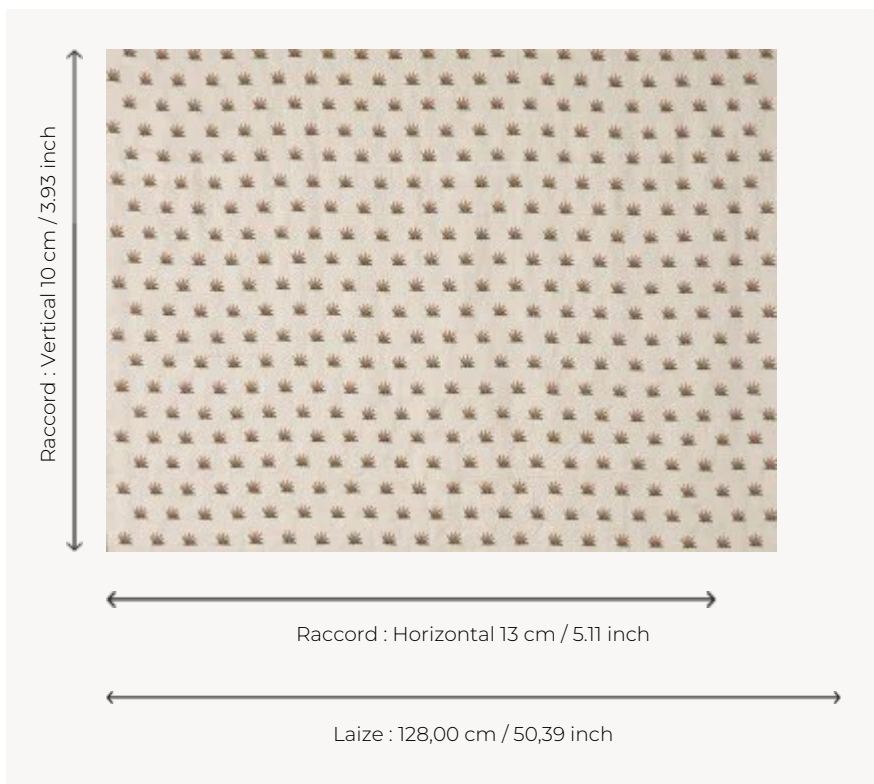 Raccord : Vertical 10 cm / 3.93 inch
Raccord : Horizontal 13 cm / 5.11 inch
Laize : 128,00 cm / 50,39 inch